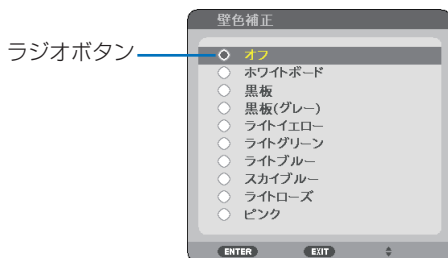 壁色補正
ラジオボタン
オフ
ホワイトボード
黒板
黒板(グレー)
ライトイエロー
ライトグリーン
ライトブルー
スカイブルー
ライトローズ
ピンク
ENTER EXIT